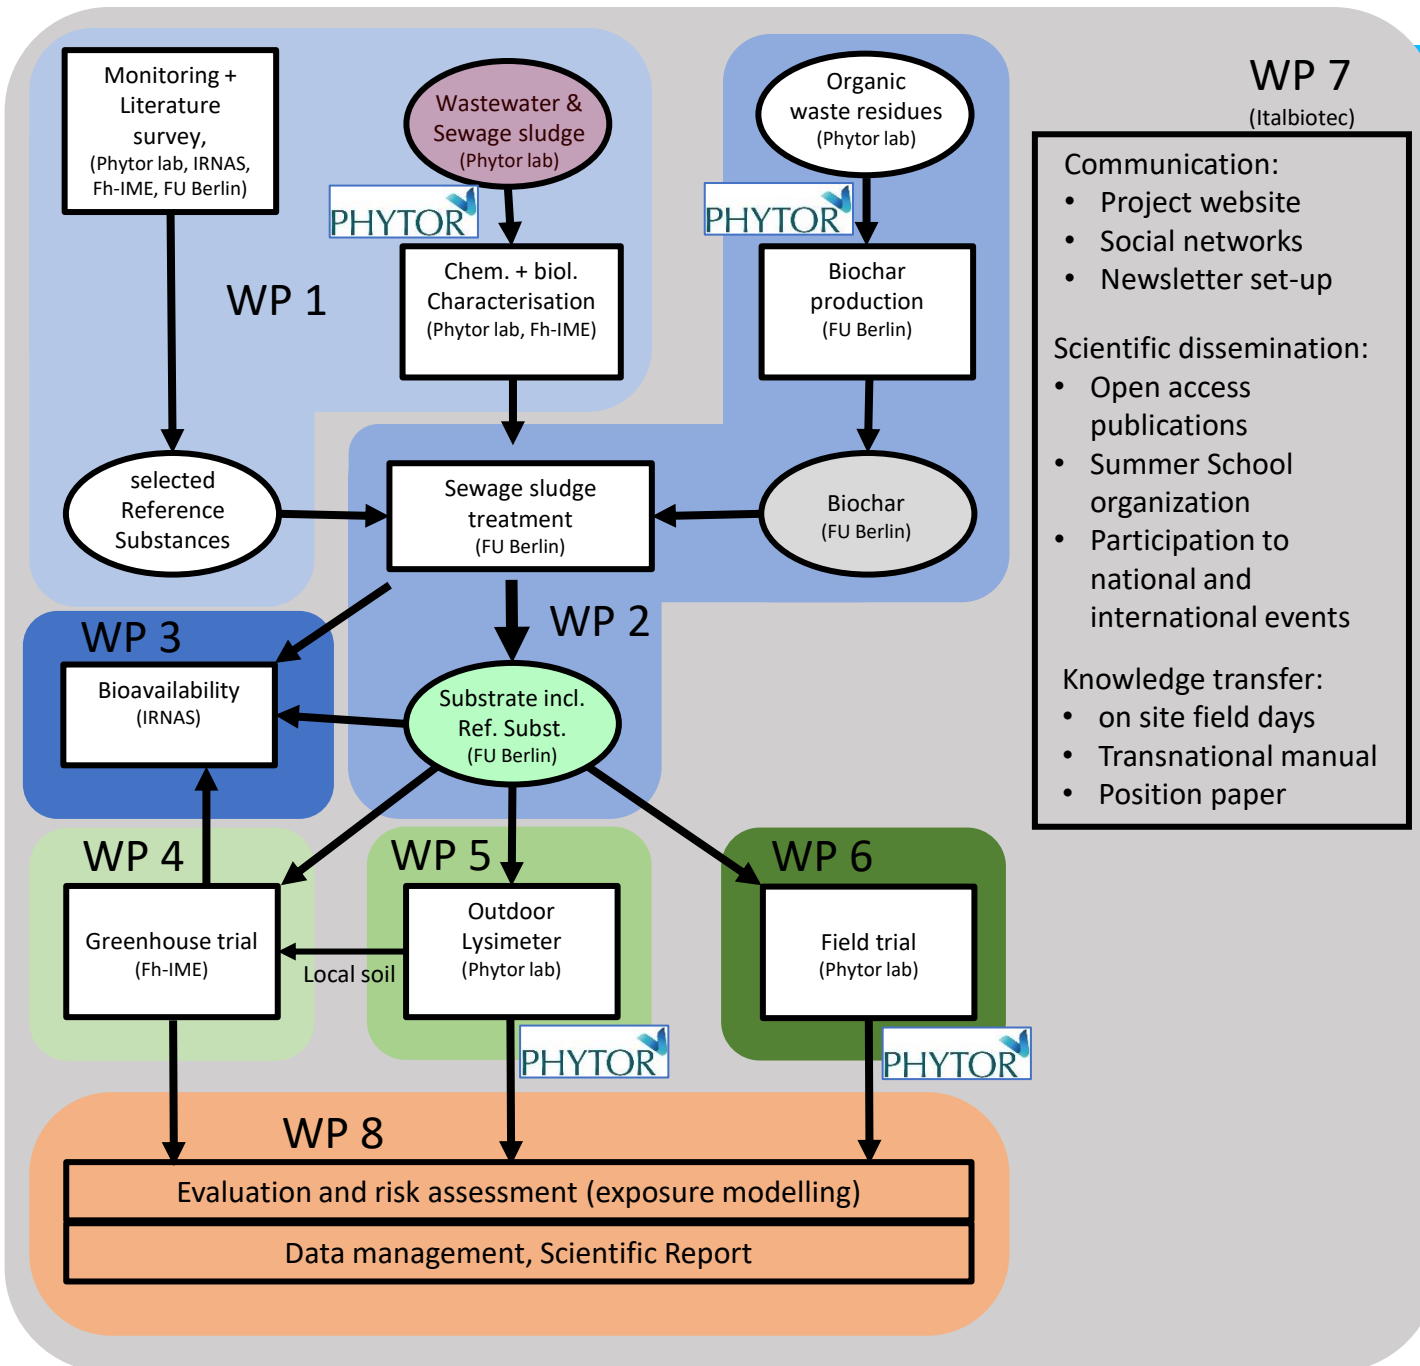 Monitoring +
Literature
survey,
(Phytor lab, IRNAS,
Fh-IME, FU Berlin)
Wastewater &
Sewage sludge
(Phytor lab)
PHYTOR
Organic
waste residues
(Phytor lab)
PHYTOR
WP 1
Chem. + biol.
Characterisation
(Phytor lab, Fh-IME)
Biochar
production
(FU Berlin)
selected
Reference
Substances
Sewage sludge
treatment
(FU Berlin)
Biochar
(FU Berlin)
WP 2
WP 3
Bioavailability
(IRNAS)
Substrate incl.
Ref. Subst.
(FU Berlin)
WP 4
Greenhouse trial
(Fh-IME)
Local soil
WP 5
Outdoor
Lysimeter
(Phytor lab)
PHYTOR
WP 6
Field trial
(Phytor lab)
PHYTOR
WP 8
Evaluation and risk assessment (exposure modelling)
Data management, Scientific Report
WP 7
(Italbiotec)
Communication:
• Project website
• Social networks
• Newsletter set-up
Scientific dissemination:
• Open access
publications
• Summer School
organization
• Participation to
national and
international events
Knowledge transfer:
• on site field days
• Transnational manual
• Position paper